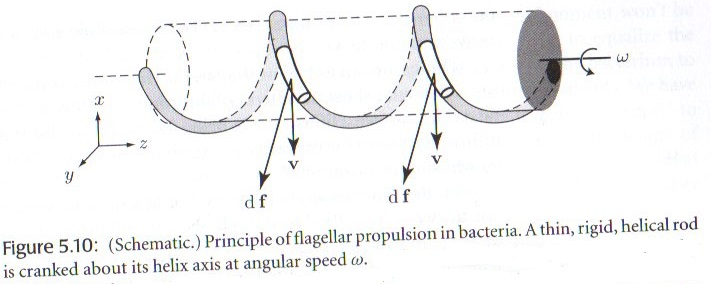 ω
x
z
y
v
v
df
df
Figure 5.10: (Schematic.) Principle of flagellar propulsion in bacteria. A thin, rigid, helical rod
is cranked about its helix axis at angular speed ω.